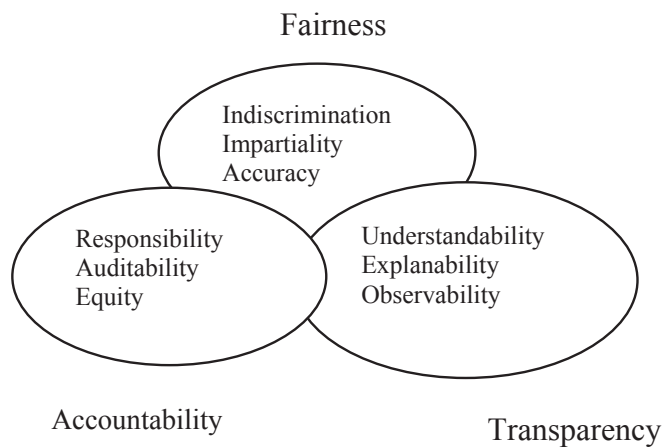 Fairness
Indiscrimination
Impartiality
Accuracy
Responsibility
Auditability
Equity
Understandability
Explanability
Observability
Accountability
Transparency